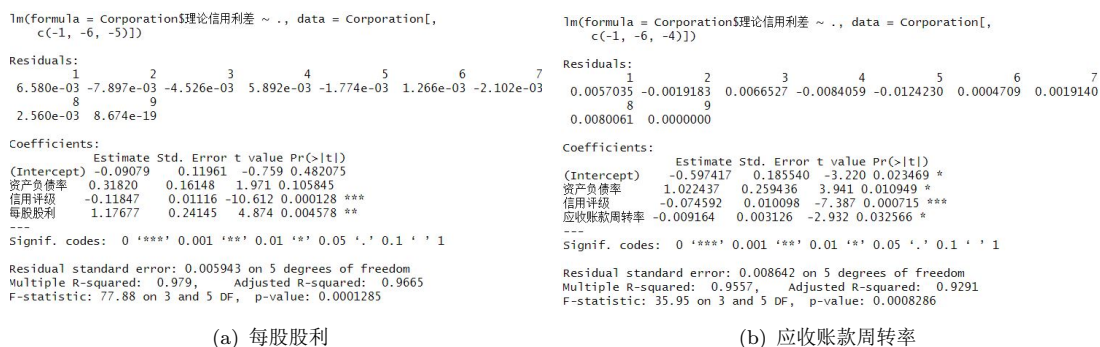 lm(formula = Corporation$理论信用利差 ~ ., data = Corporation[,
    c(-1, -6, -5)])
Residuals:
1 2 3 4 5 6 7
6.580e-03 -7.897e-03 -4.526e-03 5.892e-03 -1.774e-03 1.266e-03 -2.102e-03
8 9
2.560e-03 8.674e-19
Coefficients:
Estimate Std. Error t value Pr(>|t|)
(Intercept) -0.09079 0.11961 -0.759 0.482075
资产负债率 0.31820 0.16148 1.971 0.105845
信用评级 -0.11847 0.01116 -10.612 0.000128 ***
每股股利 1.17677 0.24145 4.874 0.004578 **
---
Signif. codes: 0 ‘***’ 0.001 ‘**’ 0.01 ‘*’ 0.05 ‘.’ 0.1 ‘ ’ 1
Residual standard error: 0.005943 on 5 degrees of freedom
Multiple R-squared: 0.979, Adjusted R-squared: 0.9665
F-statistic: 77.88 on 3 and 5 DF, p-value: 0.0001285
(a) 每股股利
lm(formula = Corporation$理论信用利差 ~ ., data = Corporation[,
    c(-1, -6, -4)])
Residuals:
1 2 3 4 5 6 7
0.0057035 -0.0019183 0.0066527 -0.0084059 -0.0124230 0.0004709 0.0019140
8 9
0.0080061 0.0000000
Coefficients:
Estimate Std. Error t value Pr(>|t|)
(Intercept) -0.597417 0.185540 -3.220 0.023469 *
资产负债率 1.022437 0.259436 3.941 0.010949 *
信用评级 -0.074592 0.010098 -7.387 0.000715 ***
应收账款周转率 -0.009164 0.003126 -2.932 0.032566 *
---
Signif. codes: 0 ‘***’ 0.001 ‘**’ 0.01 ‘*’ 0.05 ‘.’ 0.1 ‘ ’ 1
Residual standard error: 0.008642 on 5 degrees of freedom
Multiple R-squared: 0.9557, Adjusted R-squared: 0.9291
F-statistic: 35.95 on 3 and 5 DF, p-value: 0.0008286
(b) 应收账款周转率